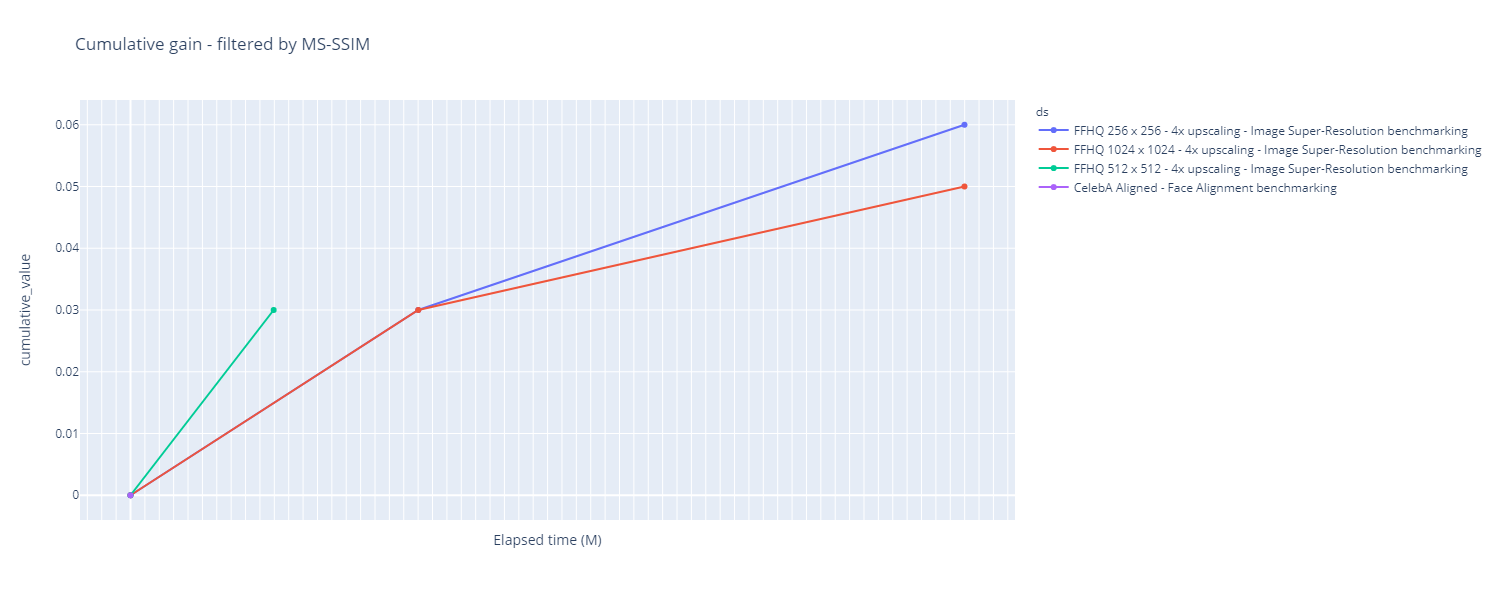 Cumulative gain - filtered by MS-SSIM
ds
FFHQ 256 x 256 - 4x upscaling - Image Super-Resolution benchmarking
FFHQ 1024 x 1024 - 4x upscaling - Image Super-Resolution benchmarking
FFHQ 512 x 512 - 4x upscaling - Image Super-Resolution benchmarking
CelebA Aligned - Face Alignment benchmarking
cumulative_value
0.06
0.05
0.04
0.03
0.02
0.01
0
Elapsed time (M)